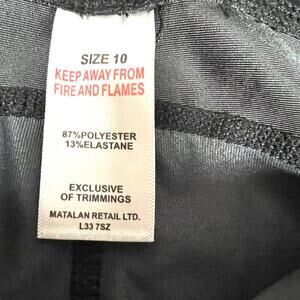 SIZE 10
KEEP AWAY FROM
FIRE AND FLAMES
87%POLYESTER
13%ELASTANE
EXCLUSIVE
OF TRIMMINGS
MATALAN RETAIL LTD.
L33 7SZ